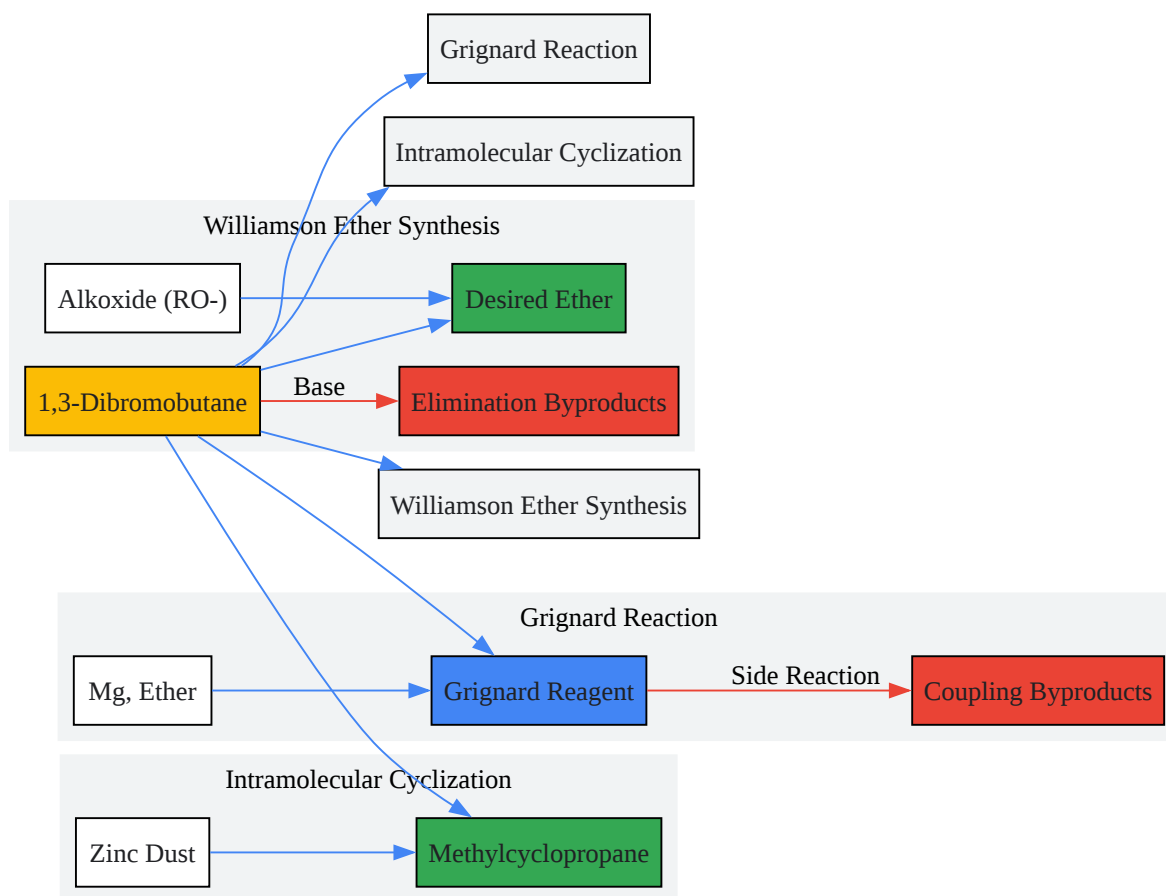 Grignard Reaction
Intramolecular Cyclization
Williamson Ether Synthesis
Alkoxide (RO-)
Desired Ether
1,3-Dibromobutane
Base
Elimination Byproducts
Williamson Ether Synthesis
Grignard Reaction
Mg, Ether
Grignard Reagent
Side Reaction
Coupling Byproducts
Intramolecular Cyclization
Zinc Dust
Methylcyclopropane